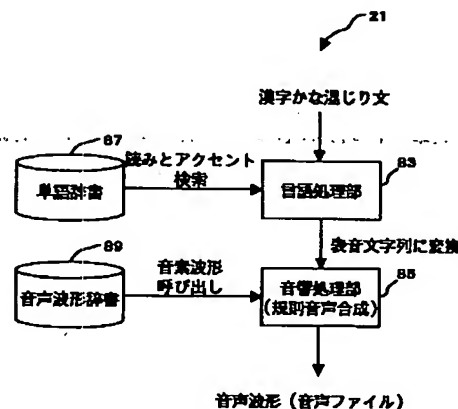 21
漢字かな混じり文
87
読みとアクセント
検索
83
単語辞書
言語処理部
表音文字列に変換
89
音素波形
呼び出し
85
音声波形辞書
音響処理部
(規則音声合成)
音声波形(音声ファイル)